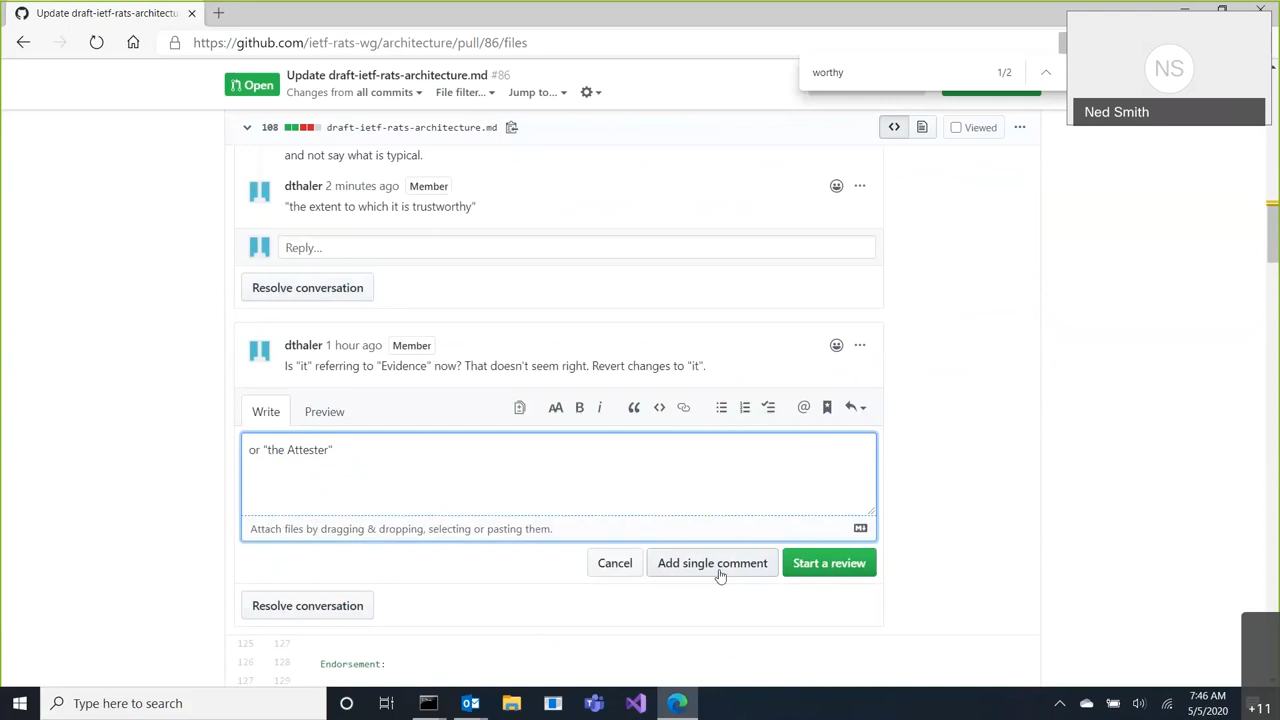 Update draft-ietf-rats-architectu
https://github.com/ietf-rats-wg/architecture/pull/86/files
worthy
1/2
NS
Ned Smith
Open
Update draft-ietf-rats-architecture.md #86
Changes from all commits
File filter...
Jump to...
108
draft-ietf-rats-architecture.md
Viewed
and not say what is typical.
dthaler 2 minutes ago Member
"the extent to which it is trustworthy"
Reply...
Resolve conversation
dthaler 1 hour ago Member
Is "it" referring to "Evidence" now? That doesn't seem right. Revert changes to "it".
Write
Preview
or "the Attester"
Attach files by dragging & dropping, selecting or pasting them.
Cancel
Add single comment
Start a review
Resolve conversation
125 127
126 128 Endorsement:
127 129
Type here to search
7:46 AM
5/5/2020
+11